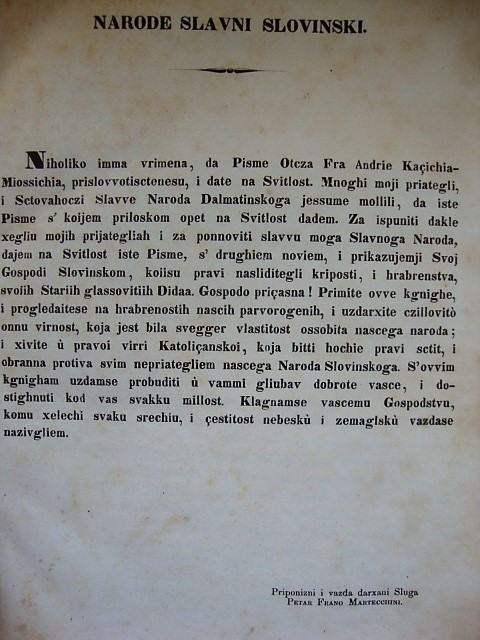 NARODE SLAVNI SLOVINSKI.
Niholiko imma vrimena, da Pisme Otcza Fra Andrie Kaçichia-
Miossichia, prislovvotisctenesu, i date na Svitlost. Mnoghi moji priategli,
i Sctovahoczi Slavve Naroda Dalmatinskoga jessume mollili, da iste
Pisme s' koijem priloskom opet na Svitlost dadem. Za ispuniti dakle
xegliu mojih prijategliah i za ponnoviti slavvu moga Slavnoga Naroda,
dajem na Svitlost iste Pisme, s' drughiem noviem, i prikazujemji Svoj
Gospodi Slovinskom, koiisu pravi nasliditegli kriposti, i hrabrenstva,
svoiih Stariih glassovitiih Didaa. Gospodo priçasna! Primite ovve kgnighe,
i progledaitese na hrabrenostih nascih parvorogenih, i uzdarxite czillovitò
onnu virnost, koja jest bila svegger vlastitost ossobita nascega naroda;
i xivite ù pravoi virri Katoliçanskoi, koja bitti hochie pravi sctit, i
obranna protiva svim nepriategliem nascega Naroda Slovinskoga. S'ovvim
kgnigham uzdamse probuditi ù vammi gliubav dobrote vasce, i do-
stighnuti kod vas svakku millost. Klagnamse vascemu Gospodstvu,
komu xelechi svaku srechiu, i çestitost nebeskù i zemaglskù vazdase
nazivgliem.
Priponizni i vazda darxani Sluga
PETAR FRANO MARTECCHINI.